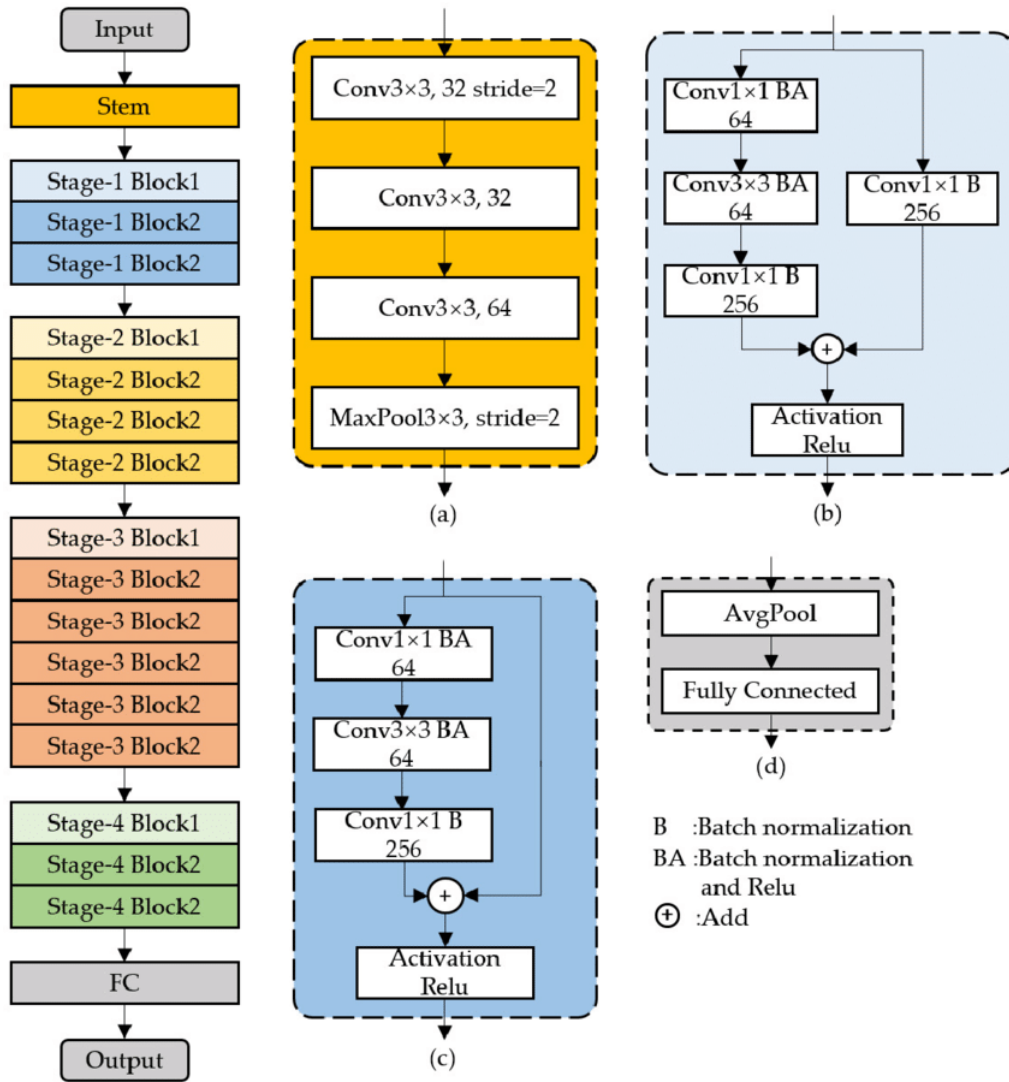 Input
Stem
Stage-1 Block1
Stage-1 Block2
Stage-1 Block2
Stage-2 Block1
Stage-2 Block2
Stage-2 Block2
Stage-2 Block2
Stage-3 Block1
Stage-3 Block2
Stage-3 Block2
Stage-3 Block2
Stage-3 Block2
Stage-3 Block2
Stage-4 Block1
Stage-4 Block2
Stage-4 Block2
FC
Output
Conv3×3, 32 stride=2
Conv3×3, 32
Conv3×3, 64
MaxPool3×3, stride=2
(a)
Conv1×1 BA
64
Conv3×3 BA
64
Conv1×1 B
256
Conv1×1 B
256
+
Activation
Relu
(b)
Conv1×1 BA
64
Conv3×3 BA
64
Conv1×1 B
256
+
Activation
Relu
(c)
AvgPool
Fully Connected
(d)
B :Batch normalization
BA :Batch normalization
and Relu
+ :Add